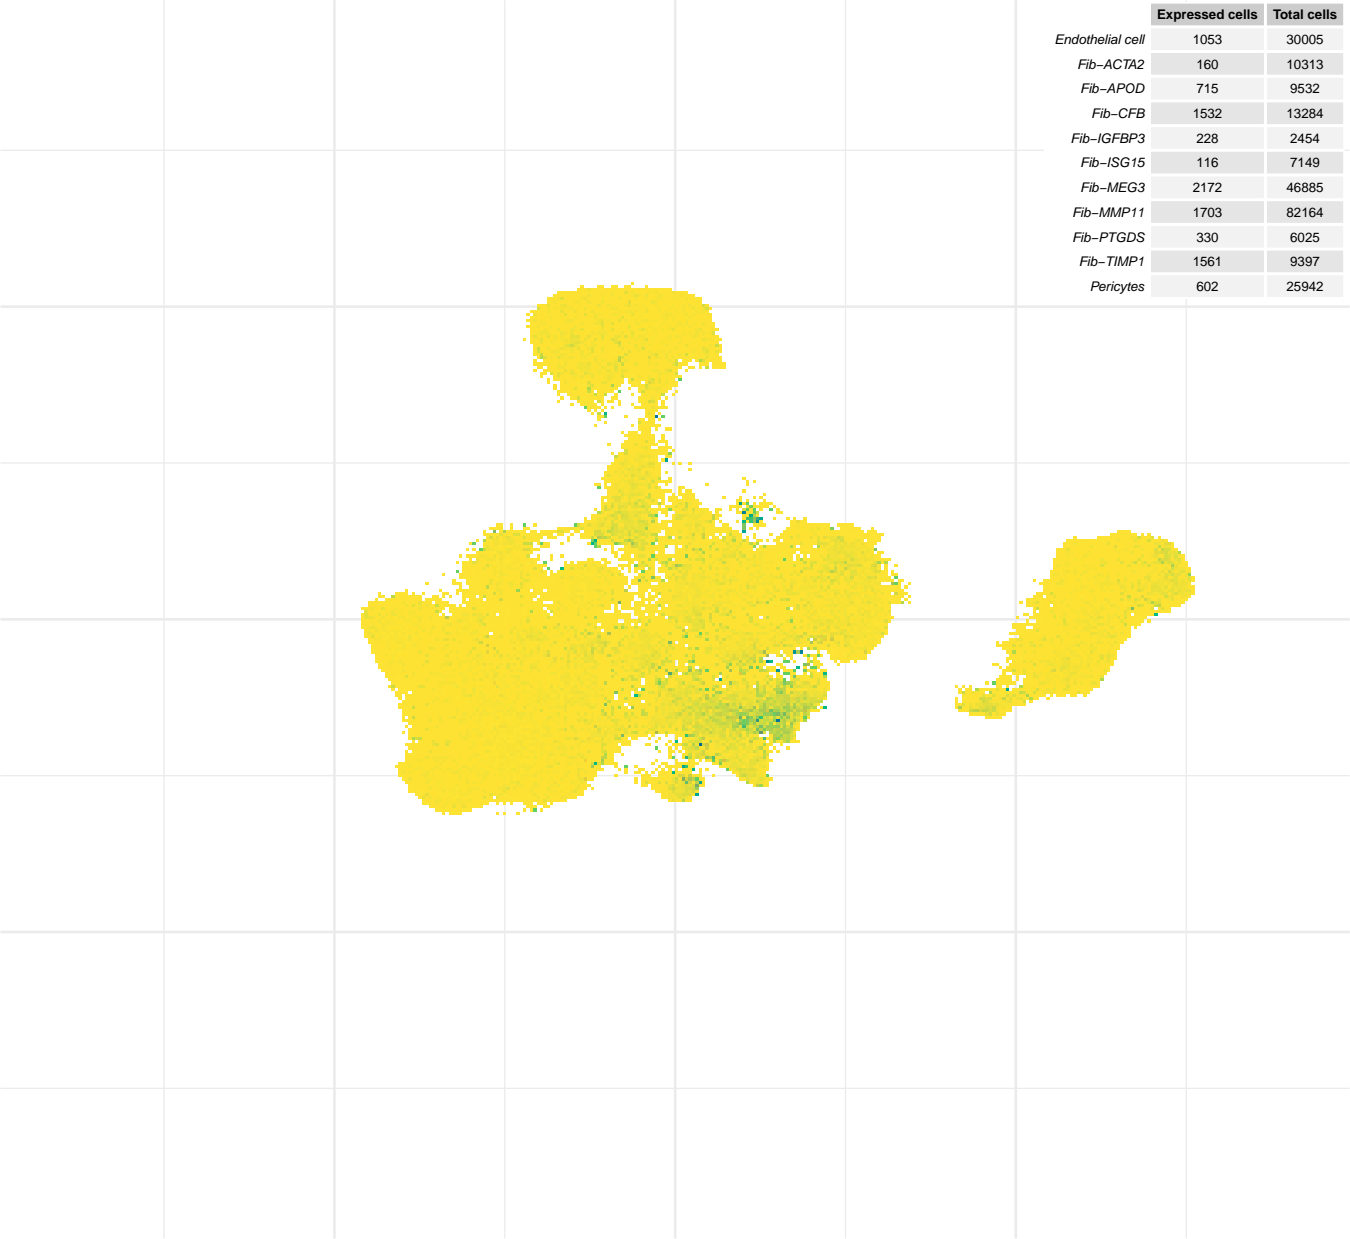 Expressed cells Total cells
Endothelial cell 1053 30005
Fib−ACTA2 160 10313
Fib−APOD 715 9532
Fib−CFB 1532 13284
Fib−IGFBP3 228 2454
Fib−ISG15 116 7149
Fib−MEG3 2172 46885
Fib−MMP11 1703 82164
Fib−PTGDS 330 6025
Fib−TIMP1 1561 9397
Pericytes 602 25942